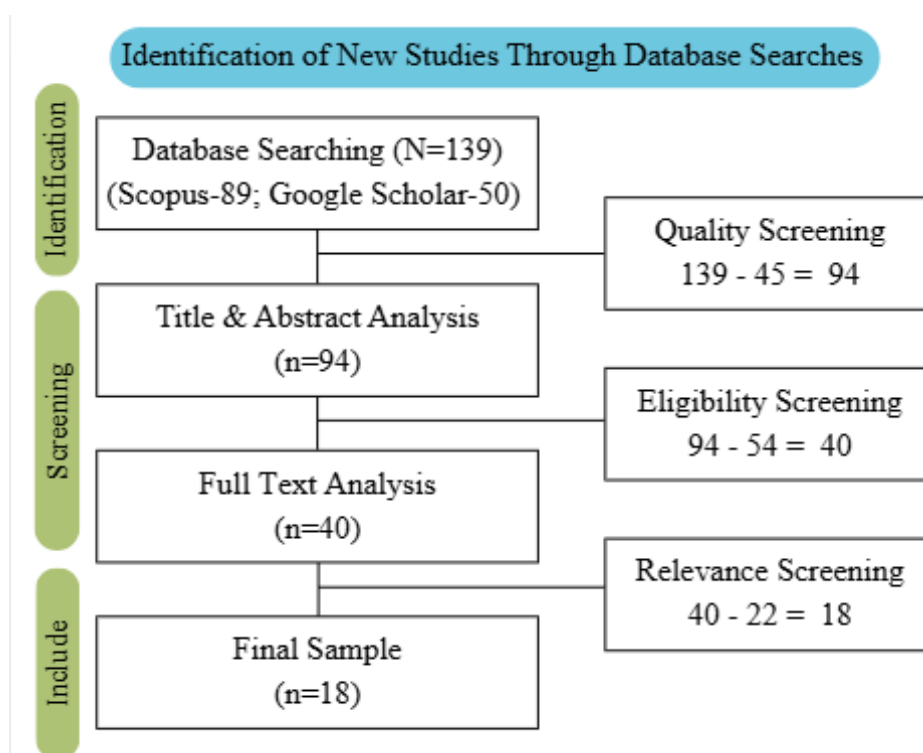 Identification of New Studies Through Database Searches
Identification
Database Searching (N=139)
(Scopus-89; Google Scholar-50)
Quality Screening
139 - 45 = 94
Screening
Title & Abstract Analysis
(n=94)
Eligibility Screening
94 - 54 = 40
Full Text Analysis
(n=40)
Relevance Screening
40 - 22 = 18
Include
Final Sample
(n=18)